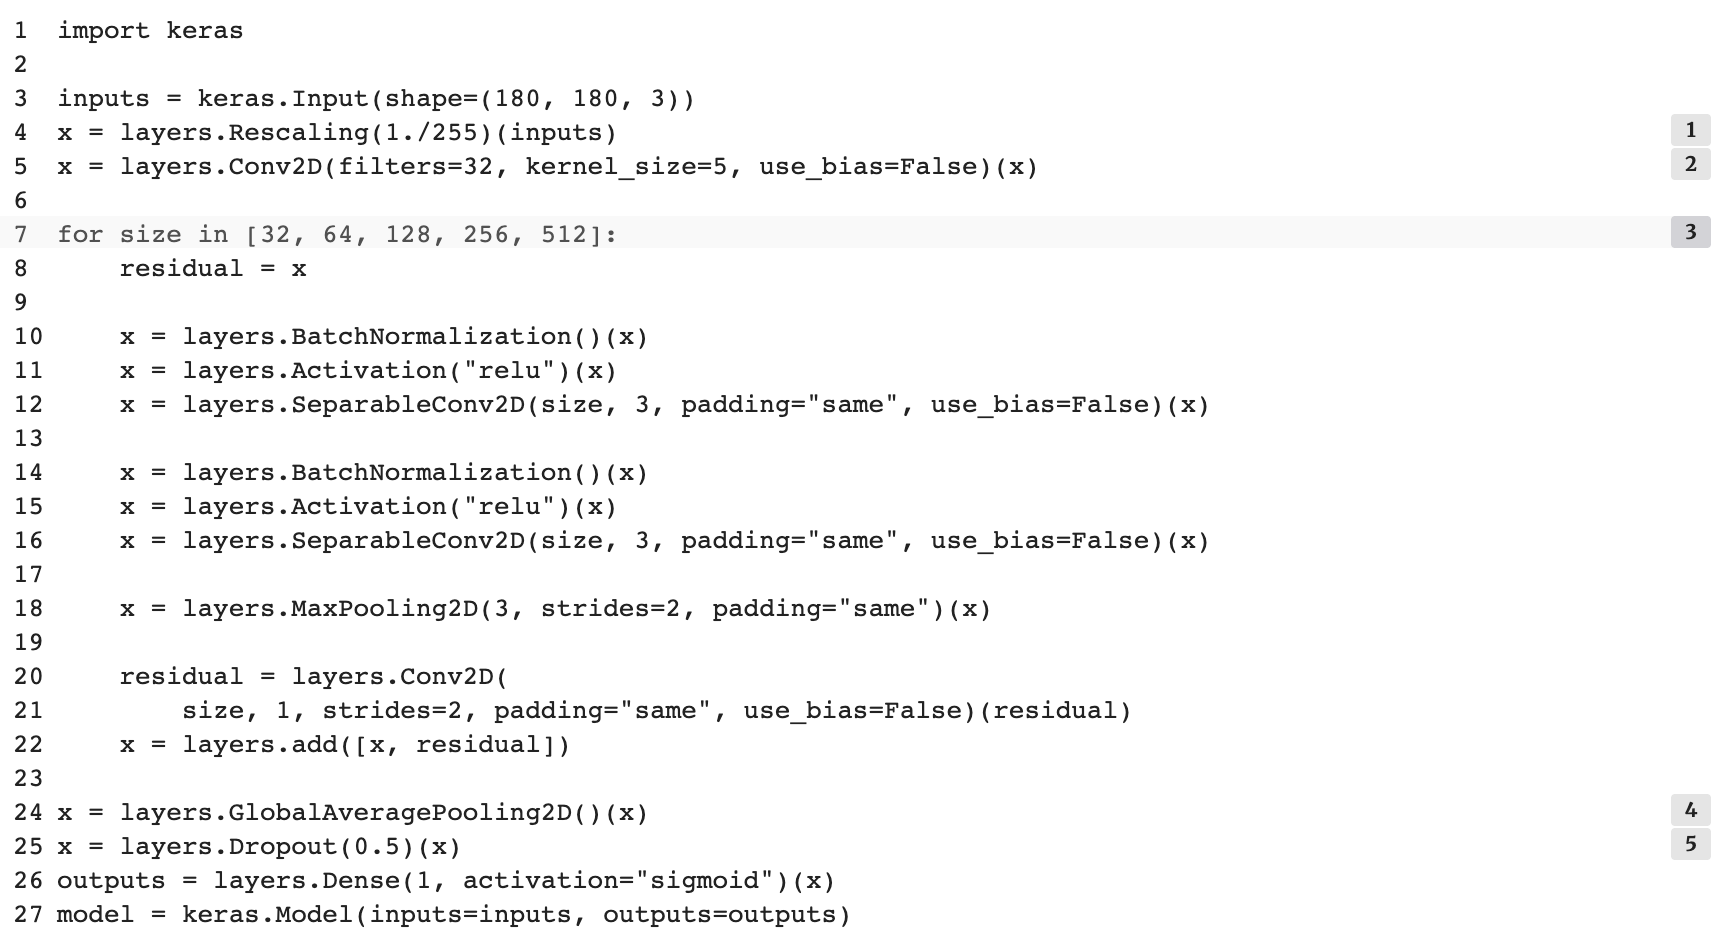 1 import keras
2
3 inputs = keras.Input(shape=(180, 180, 3))
4 x = layers.Rescaling(1./255)(inputs) 1
5 x = layers.Conv2D(filters=32, kernel_size=5, use_bias=False)(x) 2
6
7 for size in [32, 64, 128, 256, 512]: 3
8     residual = x
9
10     x = layers.BatchNormalization()(x)
11     x = layers.Activation("relu")(x)
12     x = layers.SeparableConv2D(size, 3, padding="same", use_bias=False)(x)
13
14     x = layers.BatchNormalization()(x)
15     x = layers.Activation("relu")(x)
16     x = layers.SeparableConv2D(size, 3, padding="same", use_bias=False)(x)
17
18     x = layers.MaxPooling2D(3, strides=2, padding="same")(x)
19
20     residual = layers.Conv2D(
21         size, 1, strides=2, padding="same", use_bias=False)(residual)
22     x = layers.add([x, residual])
23
24 x = layers.GlobalAveragePooling2D()(x) 4
25 x = layers.Dropout(0.5)(x) 5
26 outputs = layers.Dense(1, activation="sigmoid")(x)
27 model = keras.Model(inputs=inputs, outputs=outputs)